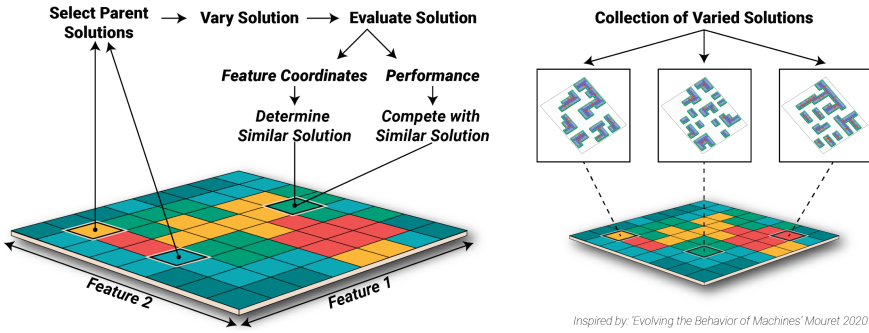 Select Parent
Solutions
Vary Solution
Evaluate Solution
Feature Coordinates
Performance
Determine
Similar Solution
Compete with
Similar Solution
Feature 2
Feature 1
Collection of Varied Solutions
Inspired by: 'Evolving the Behavior of Machines' Mouret 2020